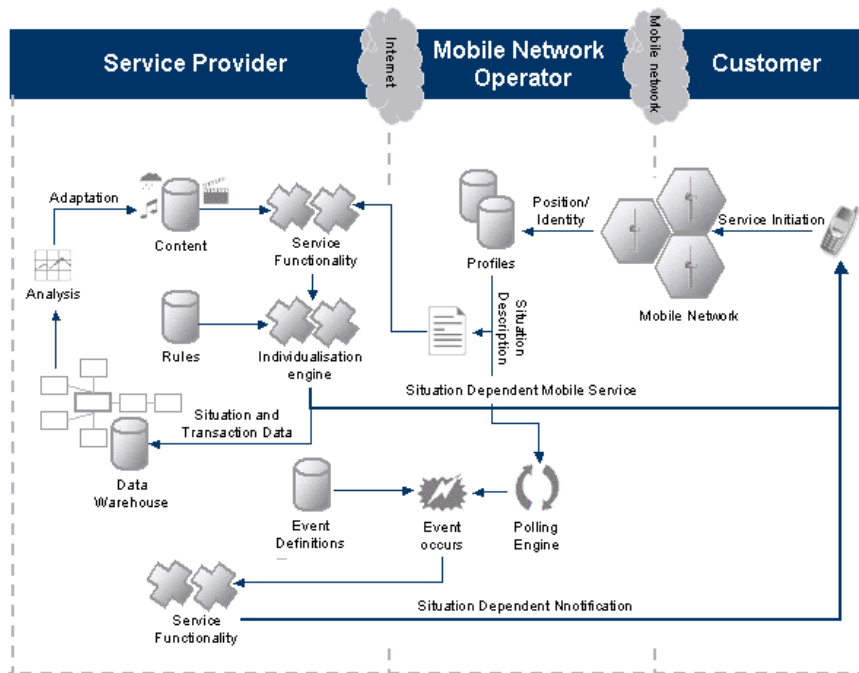 Internet
Mobile network
Service Provider
Mobile Network
Operator
Customer
Adaptation
Content
Service
Functionality
Position/
Identity
Profiles
Service Initiation
Mobile Network
Analysis
Rules
Individualisation
engine
Situation
Description
Situation Dependent Mobile Service
Situation and
Transaction Data
Data
Warehouse
Event
Definitions
Event
occurs
Polling
Engine
Service
Functionality
Situation Dependent Nnotification